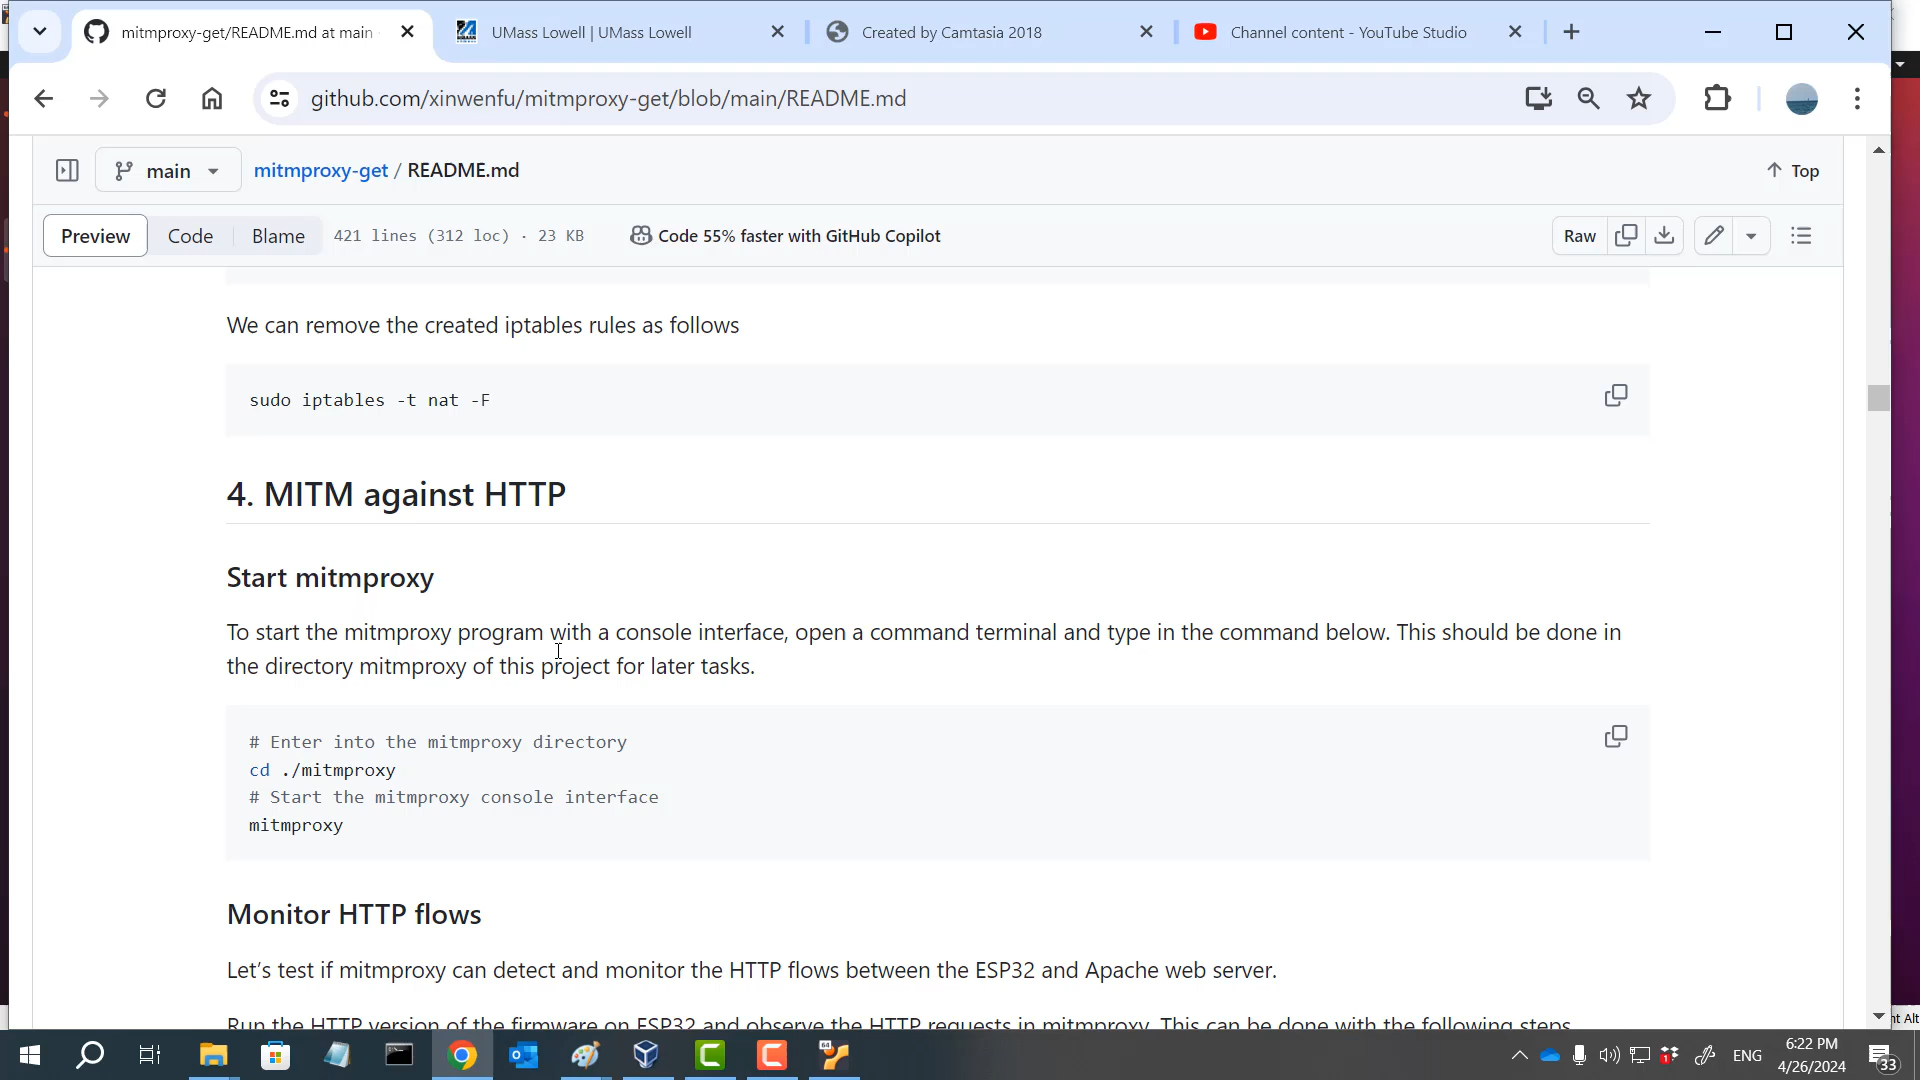 mitmproxy-get/README.md at main
UMass Lowell | UMass Lowell
Created by Camtasia 2018
Channel content - YouTube Studio
github.com/xinwenfu/mitmproxy-get/blob/main/README.md
main
mitmproxy-get / README.md
Top
Preview
Code
Blame
421 lines (312 loc) · 23 KB
Code 55% faster with GitHub Copilot
Raw
We can remove the created iptables rules as follows
sudo iptables -t nat -F
4. MITM against HTTP
Start mitmproxy
To start the mitmproxy program with a console interface, open a command terminal and type in the command below. This should be done in
the directory mitmproxy of this project for later tasks.
# Enter into the mitmproxy directory
cd ./mitmproxy
# Start the mitmproxy console interface
mitmproxy
Monitor HTTP flows
Let’s test if mitmproxy can detect and monitor the HTTP flows between the ESP32 and Apache web server.
Run the HTTP version of the firmware on ESP32 and observe the HTTP requests in mitmproxy. This can be done with the following steps
64
1
ENG
6:22 PM
4/26/2024
33